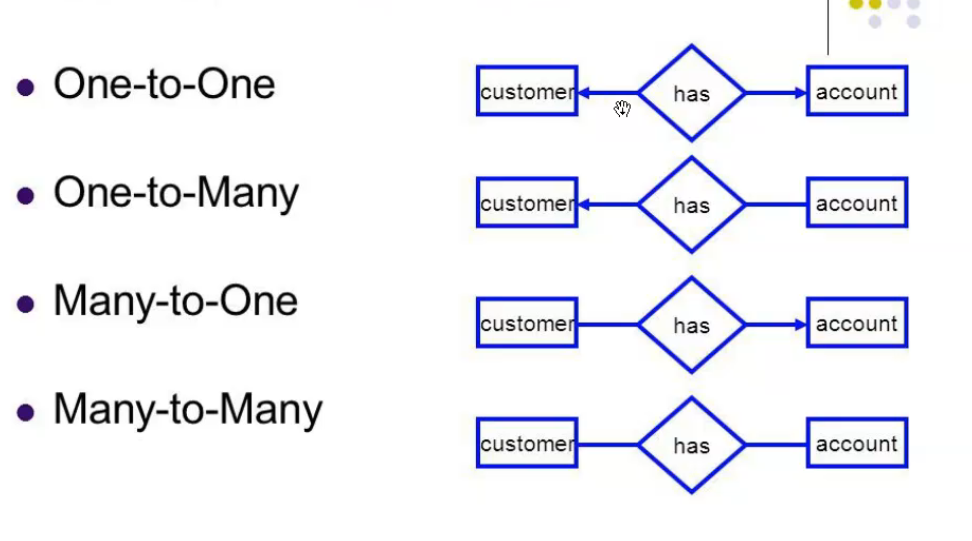 One-to-One
customer has account
One-to-Many
customer has account
Many-to-One
customer has account
Many-to-Many
customer has account